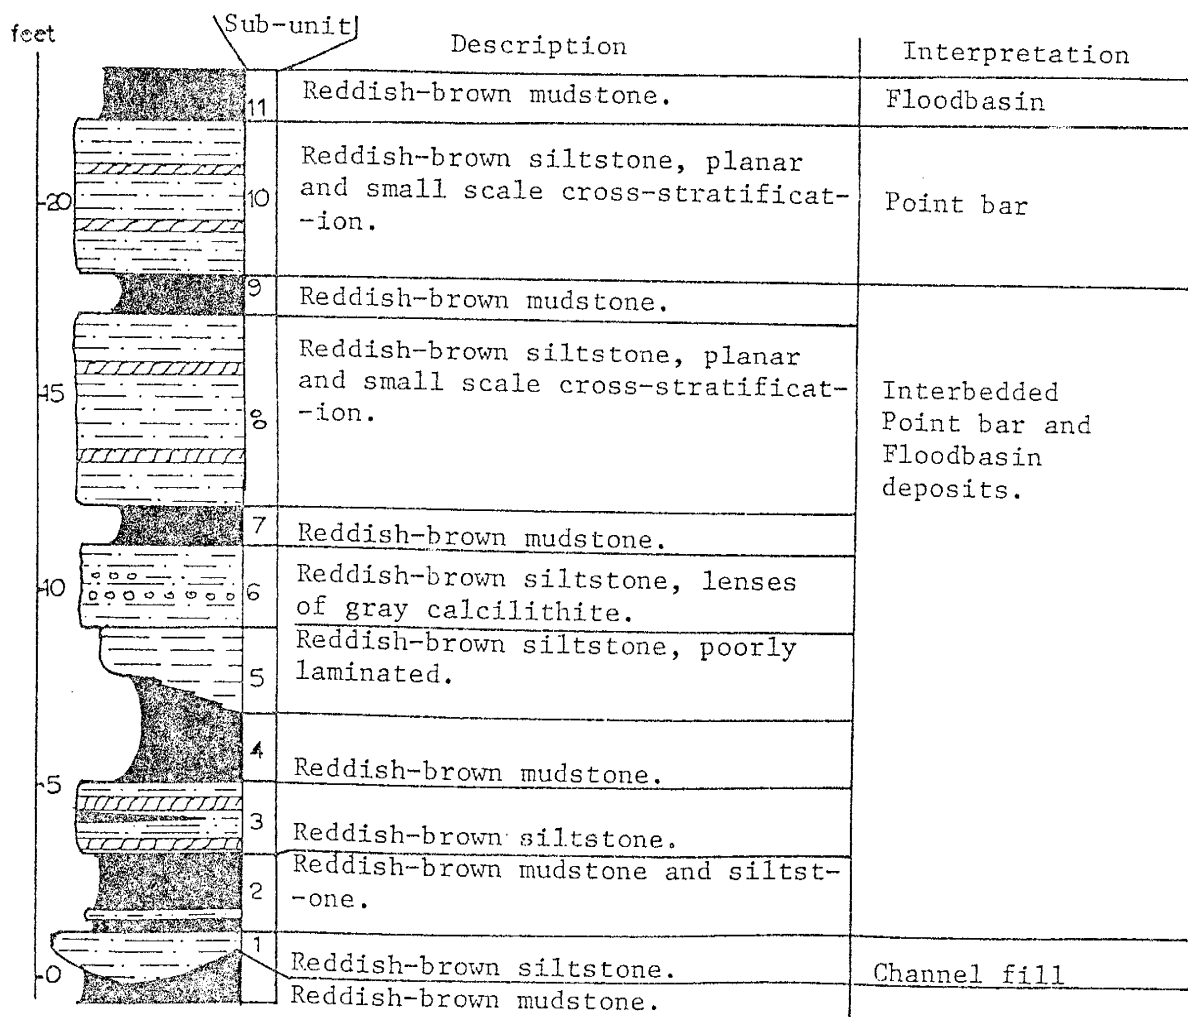 feet
Sub-unit
Description
Interpretation
11
Reddish-brown mudstone.
Floodbasin
20
10
Reddish-brown siltstone, planar
and small scale cross-stratificat-
-ion.
Point bar
9
Reddish-brown mudstone.
15
8
Reddish-brown siltstone, planar
and small scale cross-stratificat-
-ion.
Interbedded
Point bar and
Floodbasin
deposits.
7
Reddish-brown mudstone.
10
6
Reddish-brown siltstone, lenses
of gray calcilithite.
5
Reddish-brown siltstone, poorly
laminated.
4
Reddish-brown mudstone.
5
3
Reddish-brown siltstone.
2
Reddish-brown mudstone and siltst-
-one.
1
Reddish-brown siltstone.
Channel fill
0
Reddish-brown mudstone.